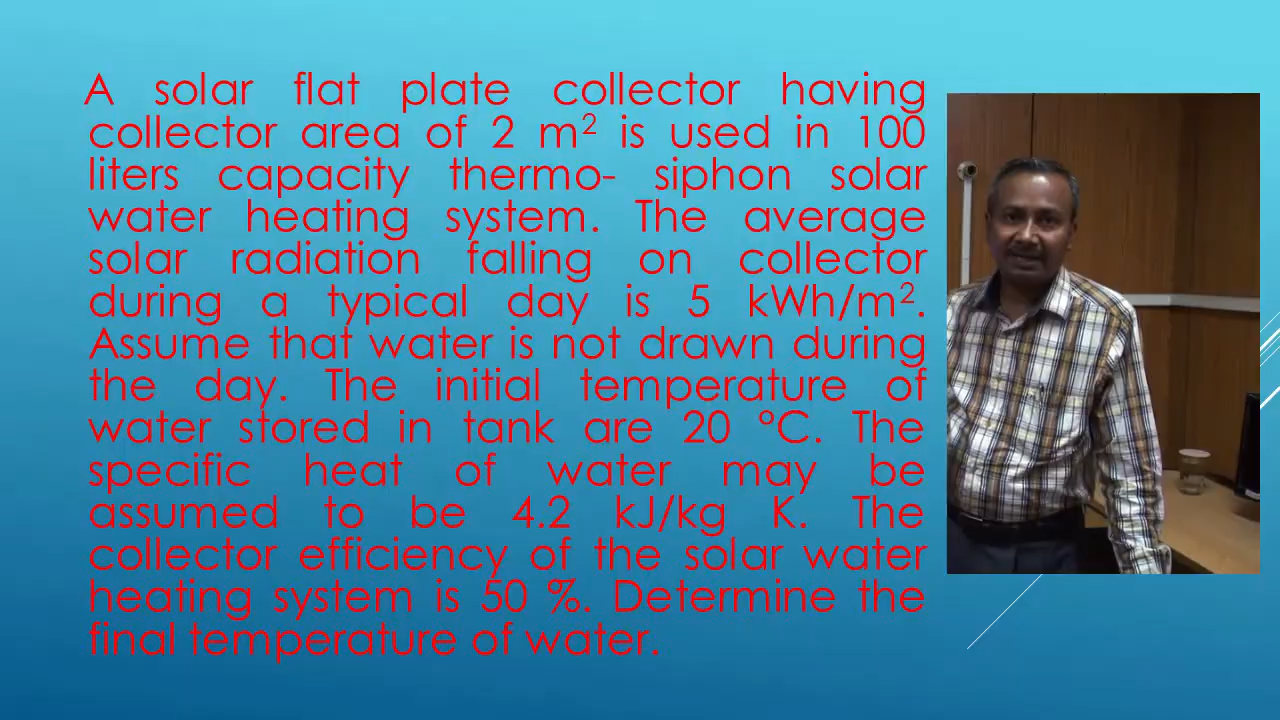 A solar flat plate collector having
collector area of 2 m² is used in 100
liters capacity thermo- siphon solar
water heating system. The average
solar radiation falling on collector
during a typical day is 5 kWh/m².
Assume that water is not drawn during
the day. The initial temperature of
water stored in tank are 20 °C. The
specific heat of water may be
assumed to be 4.2 kJ/kg K. The
collector efficiency of the solar water
heating system is 50 %. Determine the
final temperature of water.